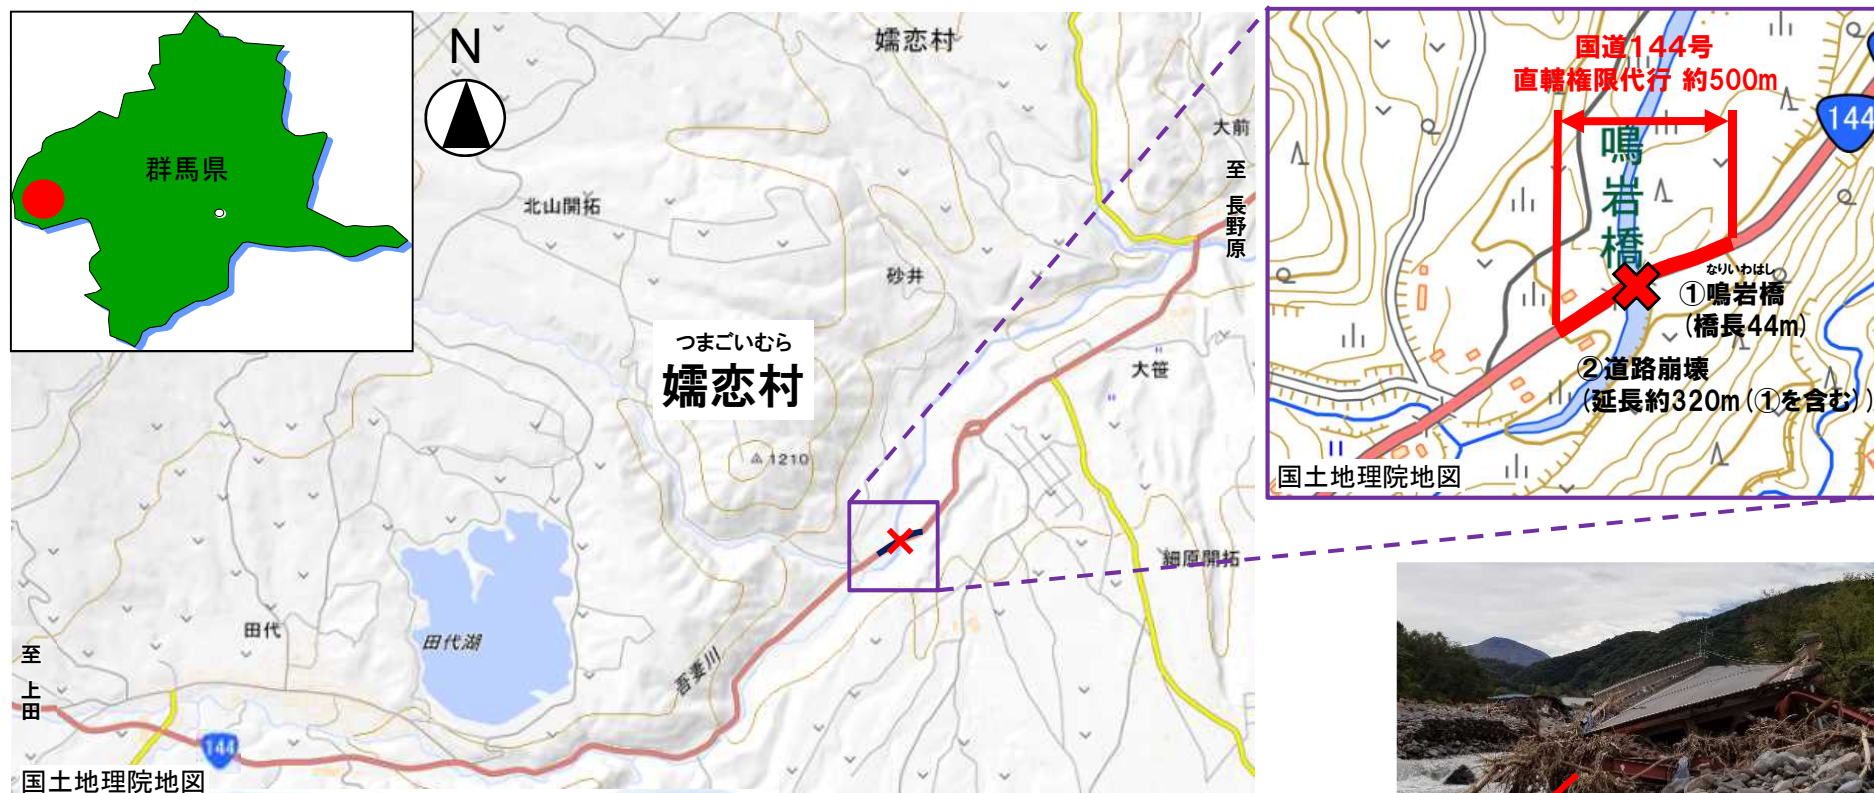 群馬県
N
嬬恋村
大前
至 長野原
北山開拓
砂井
つまごいむら
嬬恋村
大笹
1210
細原開拓
田代
田代湖
吾妻川
至 上田
144
国土地理院地図
国道144号
直轄権限代行 約500m
144
鳴岩橋
なりいわはし
①鳴岩橋
(橋長44m)
②道路崩壊
(延長約320m(①を含む))
国土地理院地図